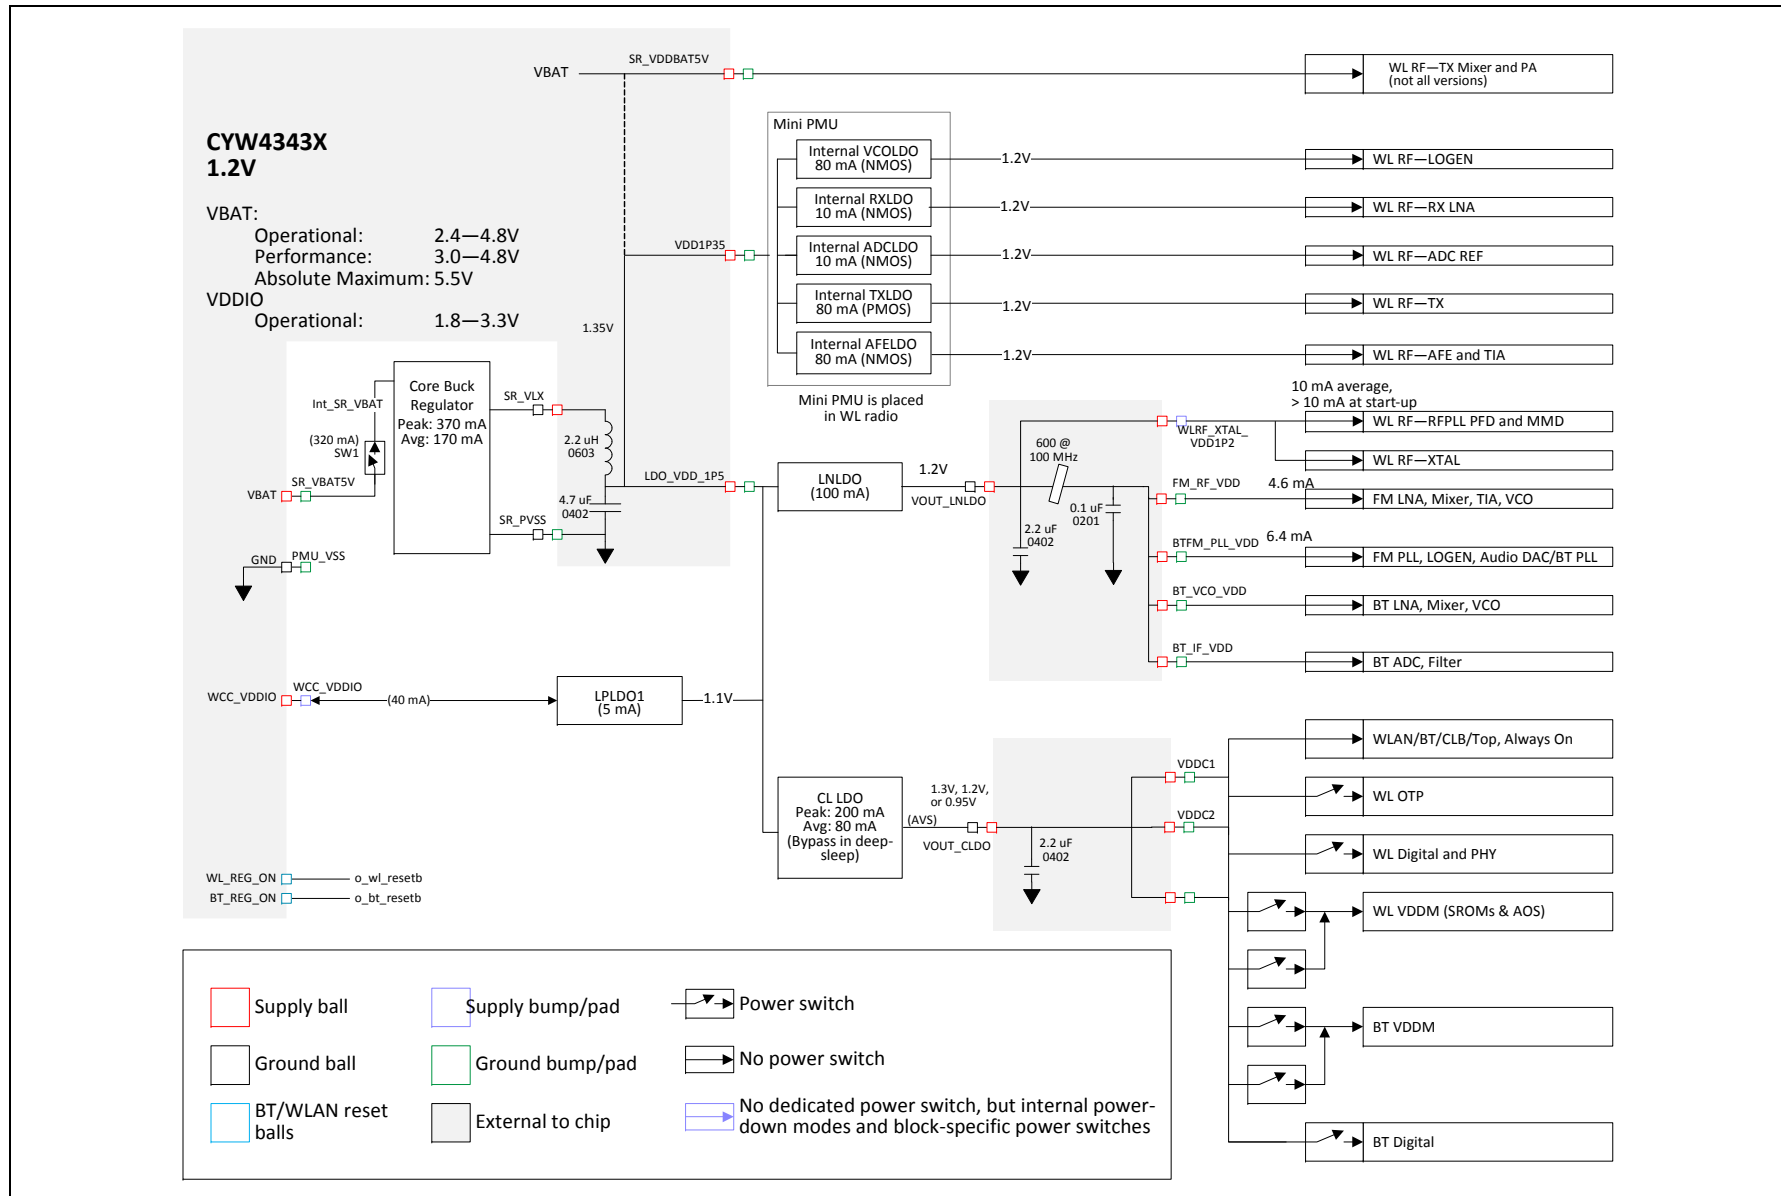 VBAT
SR_VDDBAT5V
WL RF—TX Mixer and PA
(not all versions)
CYW4343X
1.2V
VBAT:
Operational: 2.4—4.8V
Performance: 3.0—4.8V
Absolute Maximum: 5.5V
VDDIO
Operational: 1.8—3.3V
VDD1P35
1.35V
Mini PMU
Internal VCOLDO
80 mA (NMOS)
1.2V
WL RF—LOGEN
Internal RXLDO
10 mA (NMOS)
1.2V
WL RF—RX LNA
Internal ADCLDO
10 mA (NMOS)
1.2V
WL RF—ADC REF
Internal TXLDO
80 mA (PMOS)
1.2V
WL RF—TX
Internal AFELDO
80 mA (NMOS)
1.2V
WL RF—AFE and TIA
Mini PMU is placed
in WL radio
Int_SR_VBAT
(320 mA)
SW1
VBAT
SR_VBAT5V
Core Buck
Regulator
Peak: 370 mA
Avg: 170 mA
SR_VLX
2.2 uH
0603
4.7 uF
0402
SR_PVSS
LDO_VDD_1P5
GND
PMU_VSS
LNLDO
(100 mA)
1.2V
VOUT_LNLDO
600 @
100 MHz
2.2 uF
0402
0.1 uF
0201
10 mA average,
> 10 mA at start-up
WLRF_XTAL_
VDD1P2
WL RF—RFPLL PFD and MMD
WL RF—XTAL
FM_RF_VDD
4.6 mA
FM LNA, Mixer, TIA, VCO
BTFM_PLL_VDD
6.4 mA
FM PLL, LOGEN, Audio DAC/BT PLL
BT_VCO_VDD
BT LNA, Mixer, VCO
BT_IF_VDD
BT ADC, Filter
WCC_VDDIO
WCC_VDDIO
(40 mA)
LPLDO1
(5 mA)
1.1V
CL LDO
Peak: 200 mA
Avg: 80 mA
(Bypass in deep-
sleep)
1.3V, 1.2V,
or 0.95V
(AVS)
VOUT_CLDO
2.2 uF
0402
VDDC1
VDDC2
WLAN/BT/CLB/Top, Always On
WL OTP
WL Digital and PHY
WL VDDM (SROMs & AOS)
BT VDDM
BT Digital
WL_REG_ON
o_wl_resetb
BT_REG_ON
o_bt_resetb
Supply ball
Supply bump/pad
Power switch
Ground ball
Ground bump/pad
No power switch
BT/WLAN reset
balls
External to chip
No dedicated power switch, but internal power-
down modes and block-specific power switches